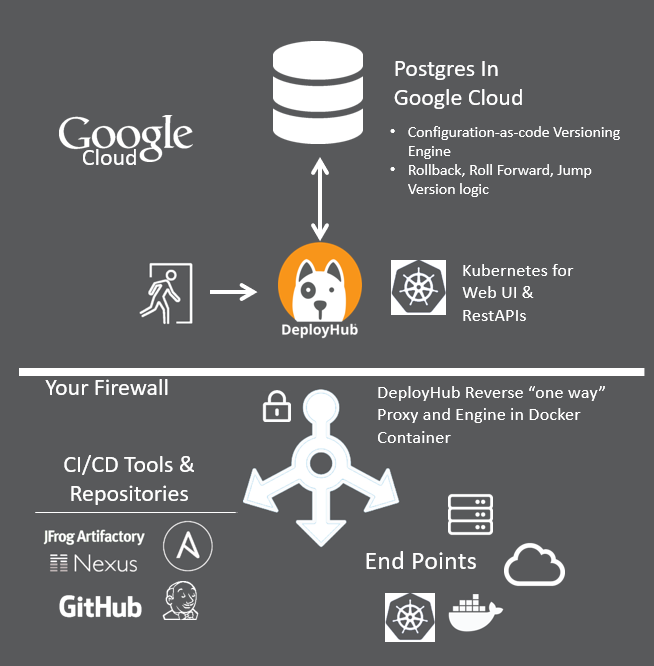 Postgres In
Google Cloud
• Configuration-as-code Versioning
Engine
• Rollback, Roll Forward, Jump
Version logic
Google
Cloud
DeployHub
Kubernetes for
Web UI &
RestAPIs
Your Firewall
DeployHub Reverse “one way”
Proxy and Engine in Docker
Container
CI/CD Tools &
Repositories
JFrog Artifactory
Nexus
GitHub
End Points